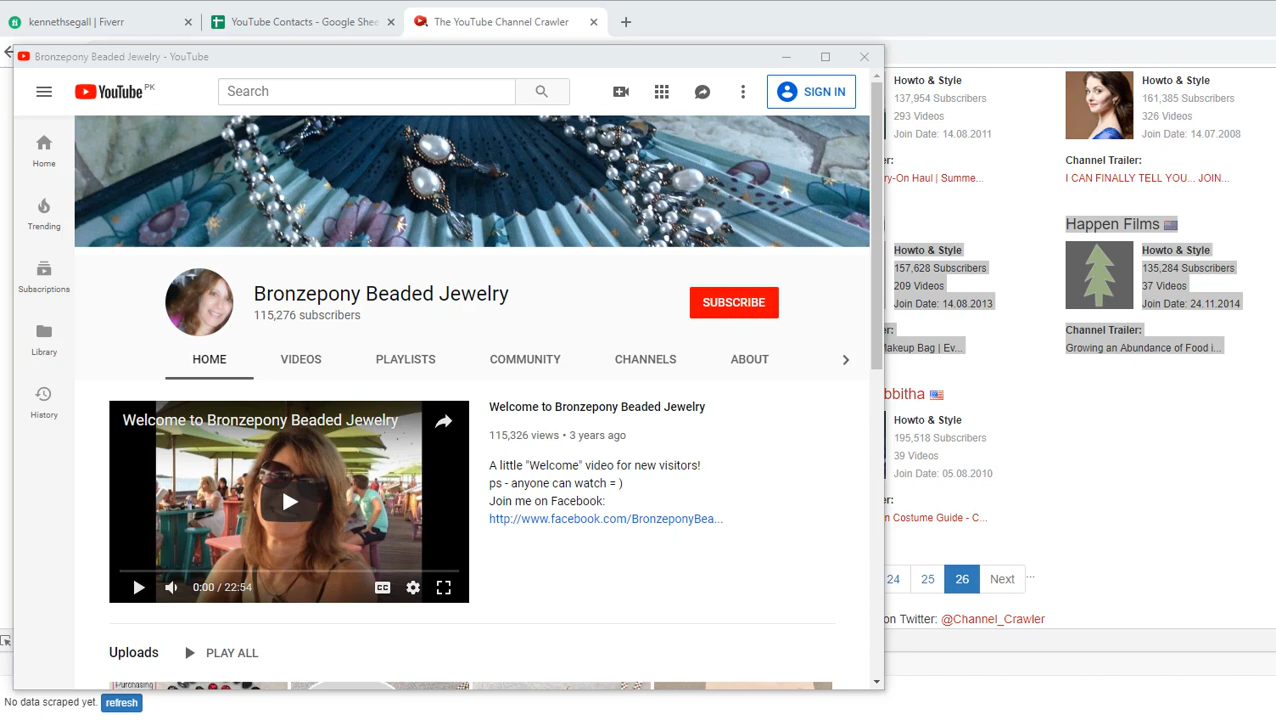 kennethsegall | Fiverr
YouTube Contacts - Google Shee
The YouTube Channel Crawler
Bronzepony Beaded Jewelry - YouTube
YouTube PK
Search
SIGN IN
Home
Trending
Subscriptions
Library
History
Bronzepony Beaded Jewelry
115,276 subscribers
SUBSCRIBE
HOME VIDEOS PLAYLISTS COMMUNITY CHANNELS ABOUT
Welcome to Bronzepony Beaded Jewelry
0:00 / 22:54
CC
Welcome to Bronzepony Beaded Jewelry
115,326 views • 3 years ago
A little "Welcome" video for new visitors!
ps - anyone can watch = )
Join me on Facebook:
http://www.facebook.com/BronzeponyBea...
Uploads PLAY ALL
Purchasing
Howto & Style
137,954 Subscribers
293 Videos
Join Date: 14.08.2011
er:
ry-On Haul | Summe...
Howto & Style
161,385 Subscribers
326 Videos
Join Date: 14.07.2008
Channel Trailer:
I CAN FINALLY TELL YOU... JOIN...
Howto & Style
157,628 Subscribers
209 Videos
Join Date: 14.08.2013
er:
Makeup Bag | Ev...
Happen Films
Howto & Style
135,284 Subscribers
37 Videos
Join Date: 24.11.2014
Channel Trailer:
Growing an Abundance of Food i...
bbitha
Howto & Style
195,518 Subscribers
39 Videos
Join Date: 05.08.2010
er:
n Costume Guide - C...
24 25 26 Next ...
on Twitter: @Channel_Crawler
No data scraped yet. refresh